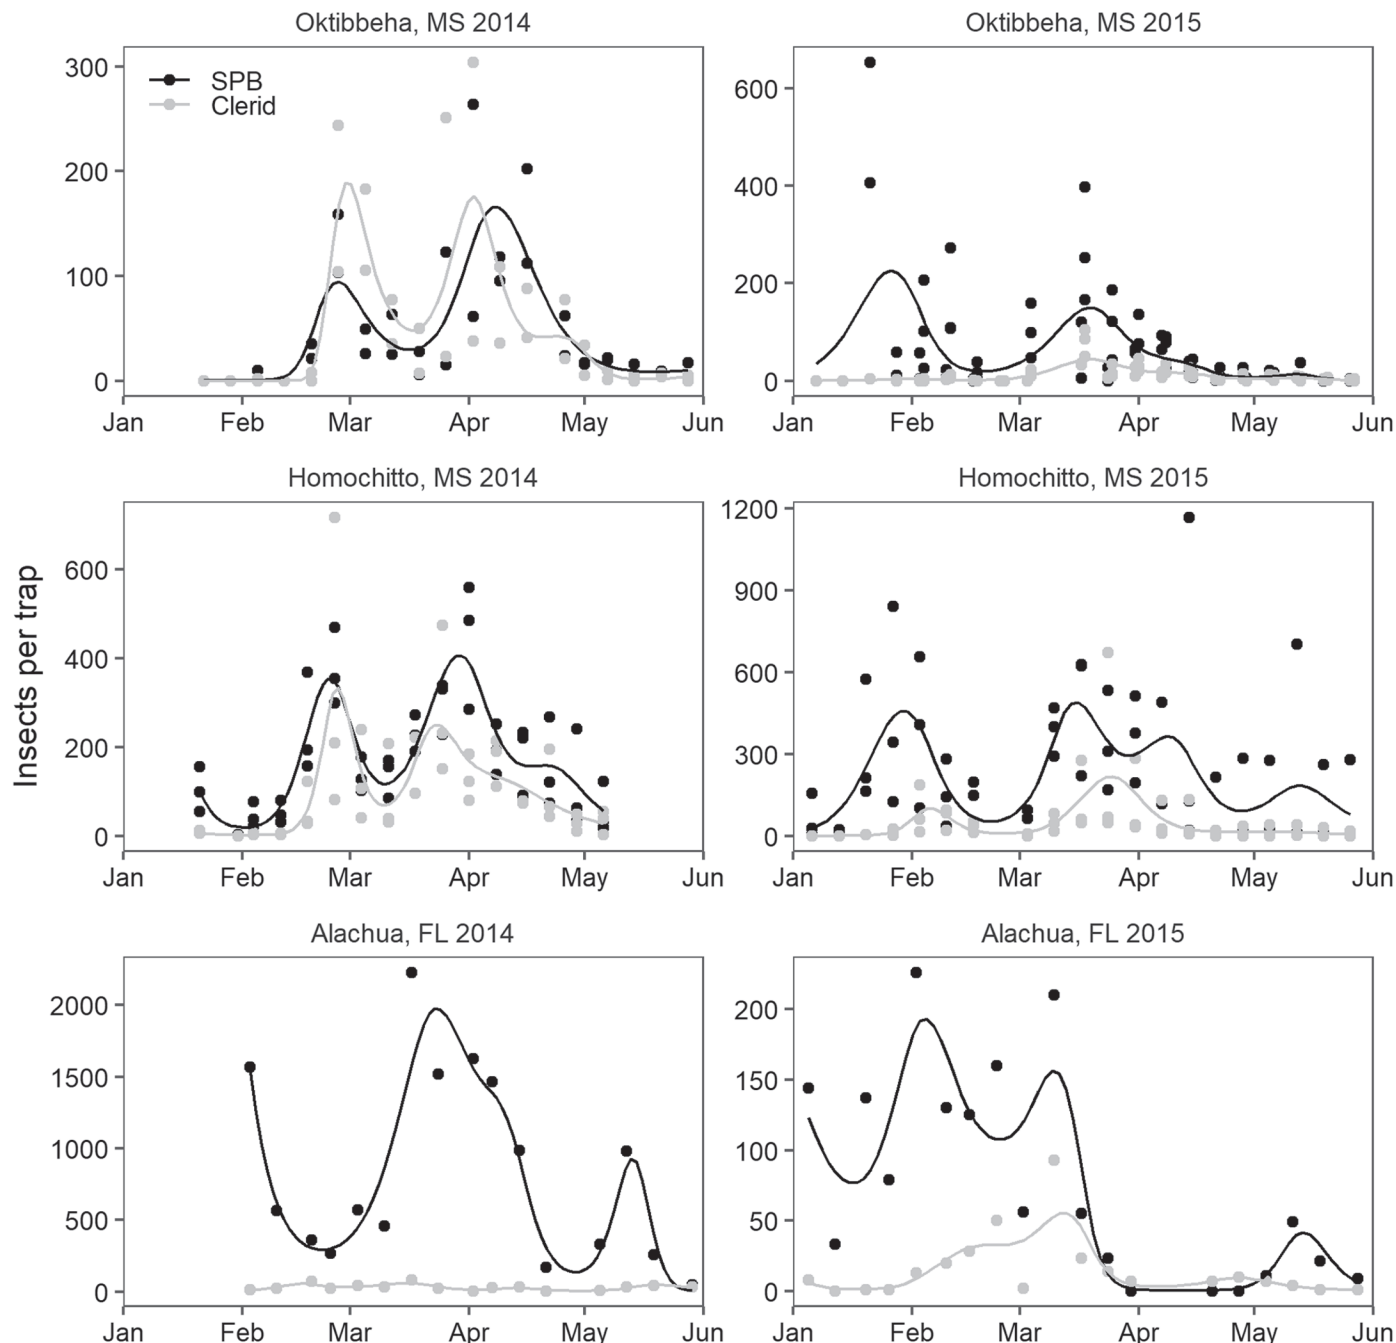 Oktibbeha, MS 2014
300
200
100
0
SPB
Clerid
Jan Feb Mar Apr May Jun
Oktibbeha, MS 2015
600
400
200
0
Jan Feb Mar Apr May Jun
Insects per trap
Homochitto, MS 2014
600
400
200
0
Jan Feb Mar Apr May Jun
Homochitto, MS 2015
1200
900
600
300
0
Jan Feb Mar Apr May Jun
Alachua, FL 2014
2000
1500
1000
500
0
Jan Feb Mar Apr May Jun
Alachua, FL 2015
200
150
100
50
0
Jan Feb Mar Apr May Jun